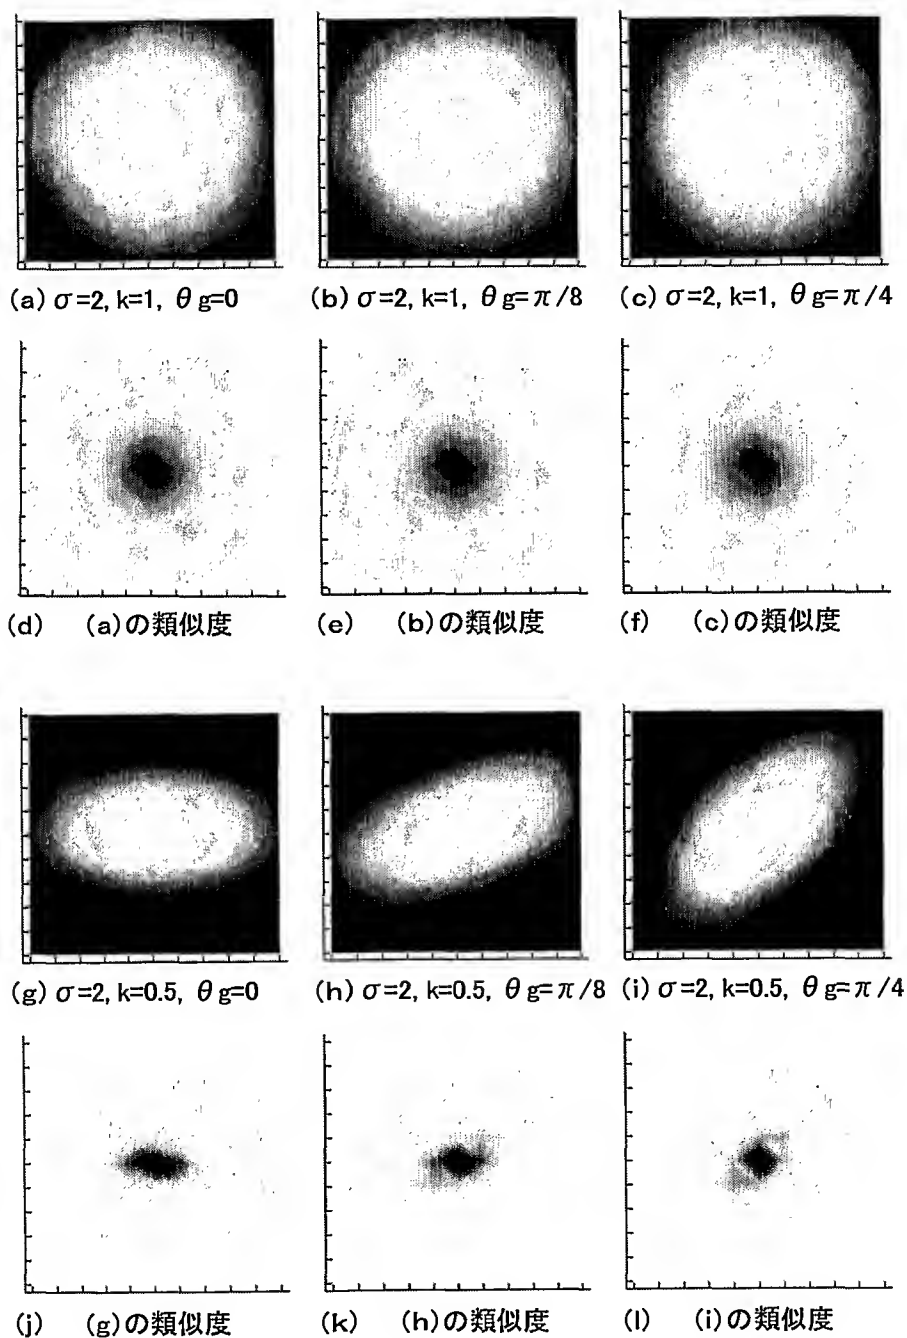 (a) σ=2, k=1, θg=0
(b) σ=2, k=1, θg=π/8
(c) σ=2, k=1, θg=π/4
(d) (a)の類似度
(e) (b)の類似度
(f) (c)の類似度
(g) σ=2, k=0.5, θg=0
(h) σ=2, k=0.5, θg=π/8
(i) σ=2, k=0.5, θg=π/4
(j) (g)の類似度
(k) (h)の類似度
(l) (i)の類似度